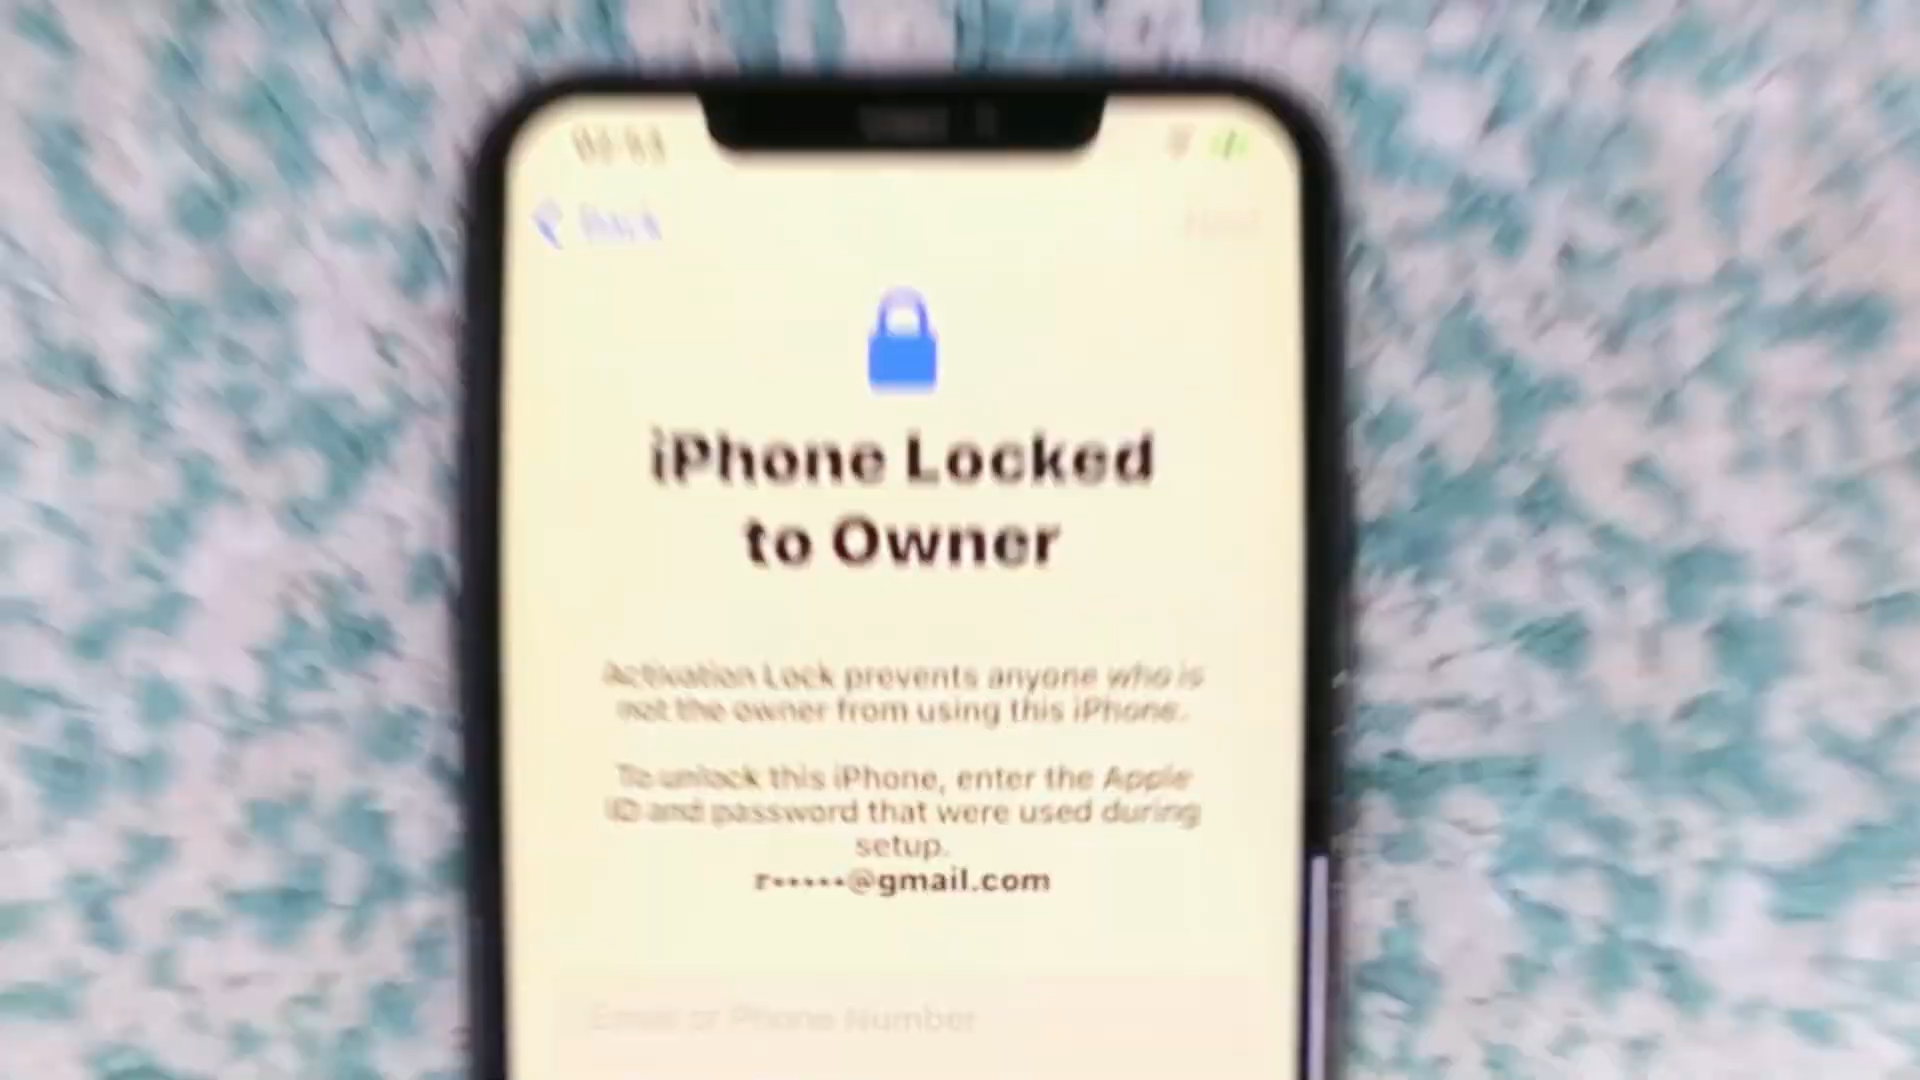 Back
iPhone Locked
to Owner
Activation Lock prevents anyone who is
not the owner from using this iPhone.
To unlock this iPhone, enter the Apple
ID and password that were used during
setup.
r•••••@gmail.com
Email or Phone Number